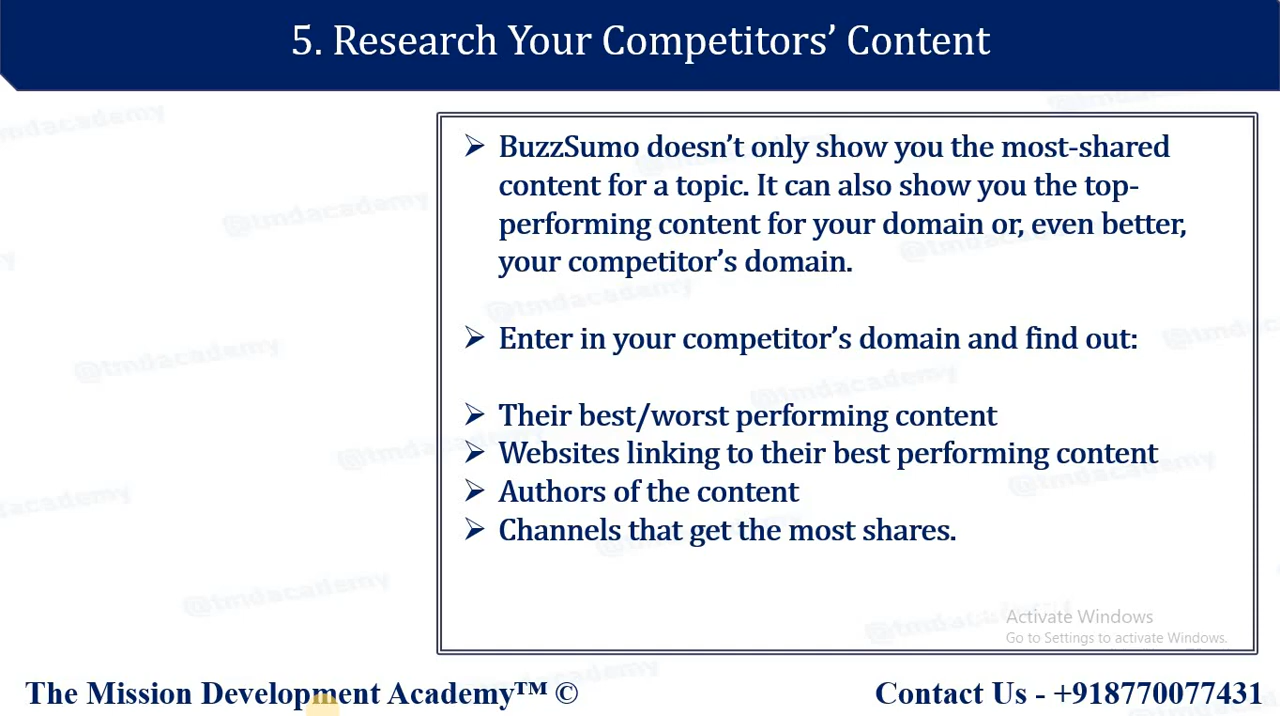 5. Research Your Competitors’ Content
➢ BuzzSumo doesn’t only show you the most-shared
content for a topic. It can also show you the top-
performing content for your domain or, even better,
your competitor’s domain.
➢ Enter in your competitor’s domain and find out:
➢ Their best/worst performing content
➢ Websites linking to their best performing content
➢ Authors of the content
➢ Channels that get the most shares.
@tmdacademy
Activate Windows
Go to Settings to activate Windows.
The Mission Development Academy™ ©
Contact Us - +918770077431